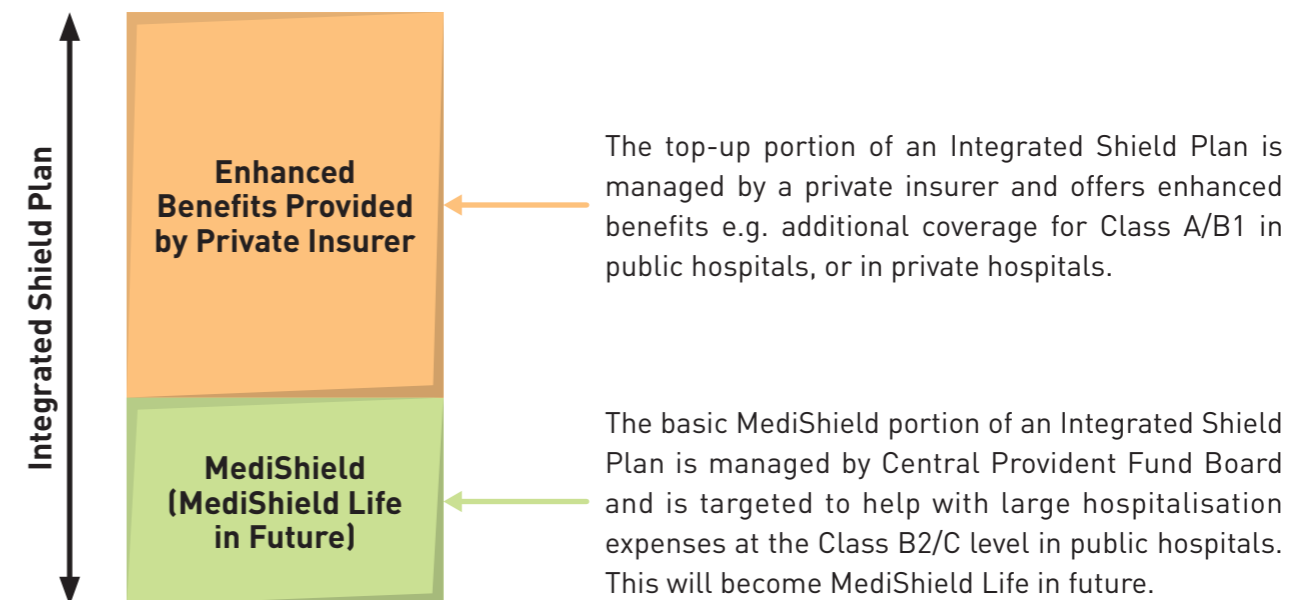 Integrated Shield Plan
Enhanced
Benefits Provided
by Private Insurer
The top-up portion of an Integrated Shield Plan is
managed by a private insurer and offers enhanced
benefits e.g. additional coverage for Class A/B1 in
public hospitals, or in private hospitals.
MediShield
(MediShield Life
in Future)
The basic MediShield portion of an Integrated Shield
Plan is managed by Central Provident Fund Board
and is targeted to help with large hospitalisation
expenses at the Class B2/C level in public hospitals.
This will become MediShield Life in future.